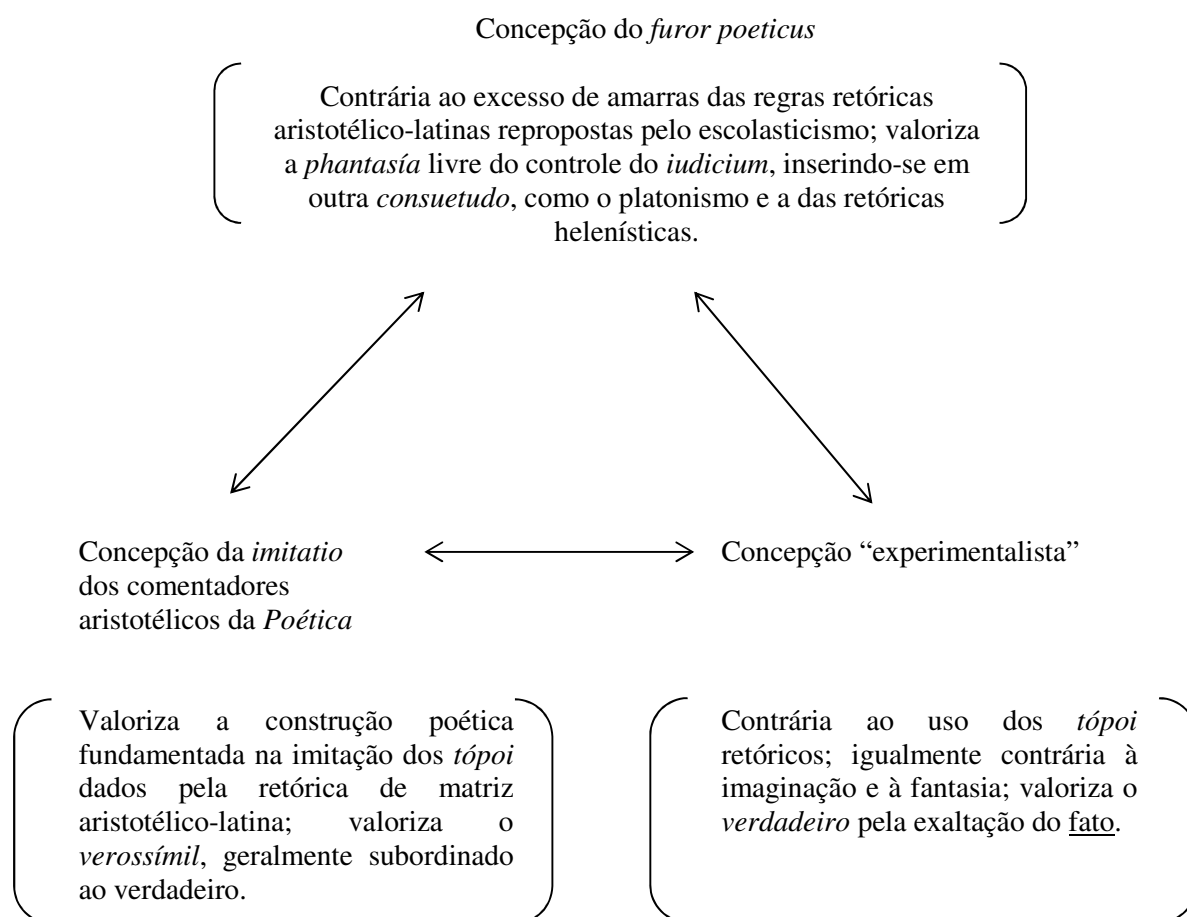 Concepção do furor poeticus
Contrária ao excesso de amarras das regras retóricas
aristotélico-latinas repropostas pelo escolasticismo; valoriza
a phantasía livre do controle do iudicium, inserindo-se em
outra consuetudo, como o platonismo e a das retóricas
helenísticas.
Concepção da imitatio
dos comentadores
aristotélicos da Poética
Concepção “experimentalista”
Valoriza a construção poética
fundamentada na imitação dos tópoi
dados pela retórica de matriz
aristotélico-latina; valoriza o
verossímil, geralmente subordinado
ao verdadeiro.
Contrária ao uso dos tópoi
retóricos; igualmente contrária à
imaginação e à fantasia; valoriza o
verdadeiro pela exaltação do fato.